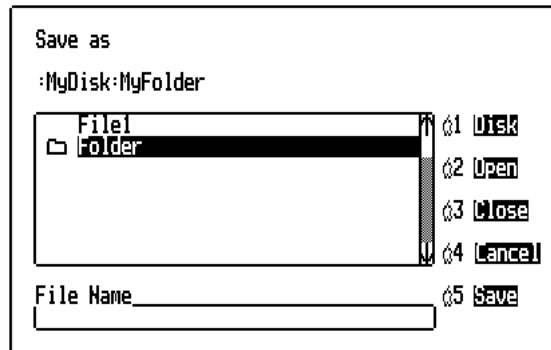 Save as
:MyDisk:MyFolder
File1
Folder
1 Disk
2 Open
3 Close
4 Cancel
File Name
5 Save